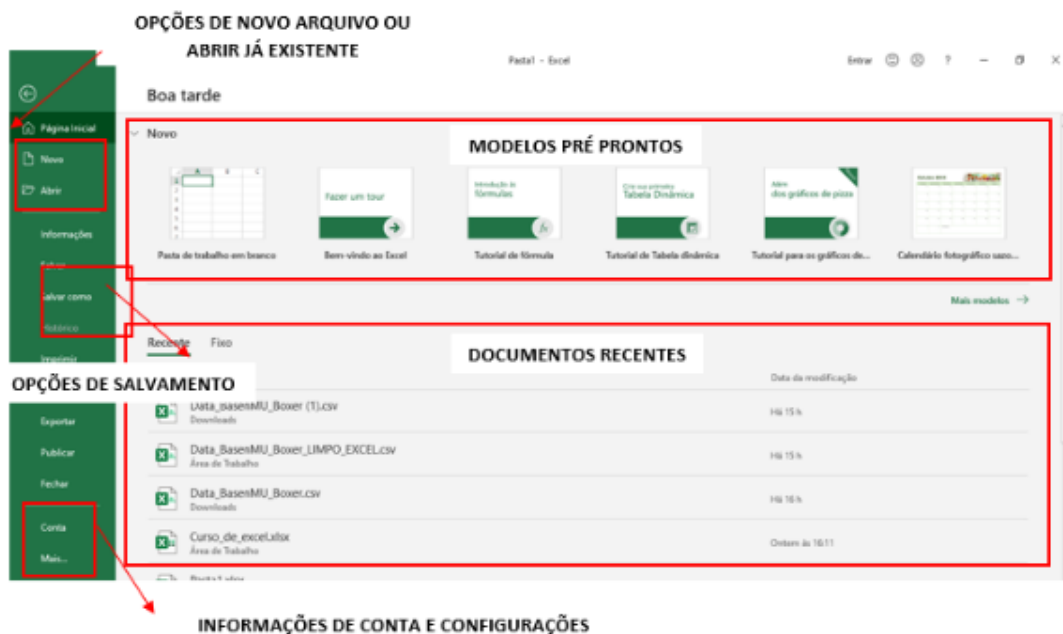 OPÇÕES DE NOVO ARQUIVO OU
ABRIR JÁ EXISTENTE
Pasta1 - Excel
Entrar
?
Boa tarde
Página Inicial
Novo
Abrir
Informações
Salvar
Salvar como
Histórico
Imprimir
OPÇÕES DE SALVAMENTO
Exportar
Publicar
Fechar
Conta
Mais...
Novo
MODELOS PRÉ PRONTOS
A B C
Fazer um tour
Introdução às
fórmulas
Crie sua primeira
Tabela Dinâmica
dos gráficos de pizza
Pasta de trabalho em branco
Bem-vindo ao Excel
Tutorial de fórmula
Tutorial de Tabela dinâmica
Tutorial para os gráficos de...
Calendário fotográfico sazo...
Mais modelos
Recente Fixo
DOCUMENTOS RECENTES
Data da modificação
Data_BasenMU_Boxer (1).csv
Downloads
Há 15 h
Data_BasenMU_Boxer_LIMPO_EXCEL.csv
Área de Trabalho
Há 15 h
Data_BasenMU_Boxer.csv
Downloads
Há 16 h
Curso_de_excel.xlsx
Área de Trabalho
Ontem às 16:11
Pasta1.xlsx
INFORMAÇÕES DE CONTA E CONFIGURAÇÕES